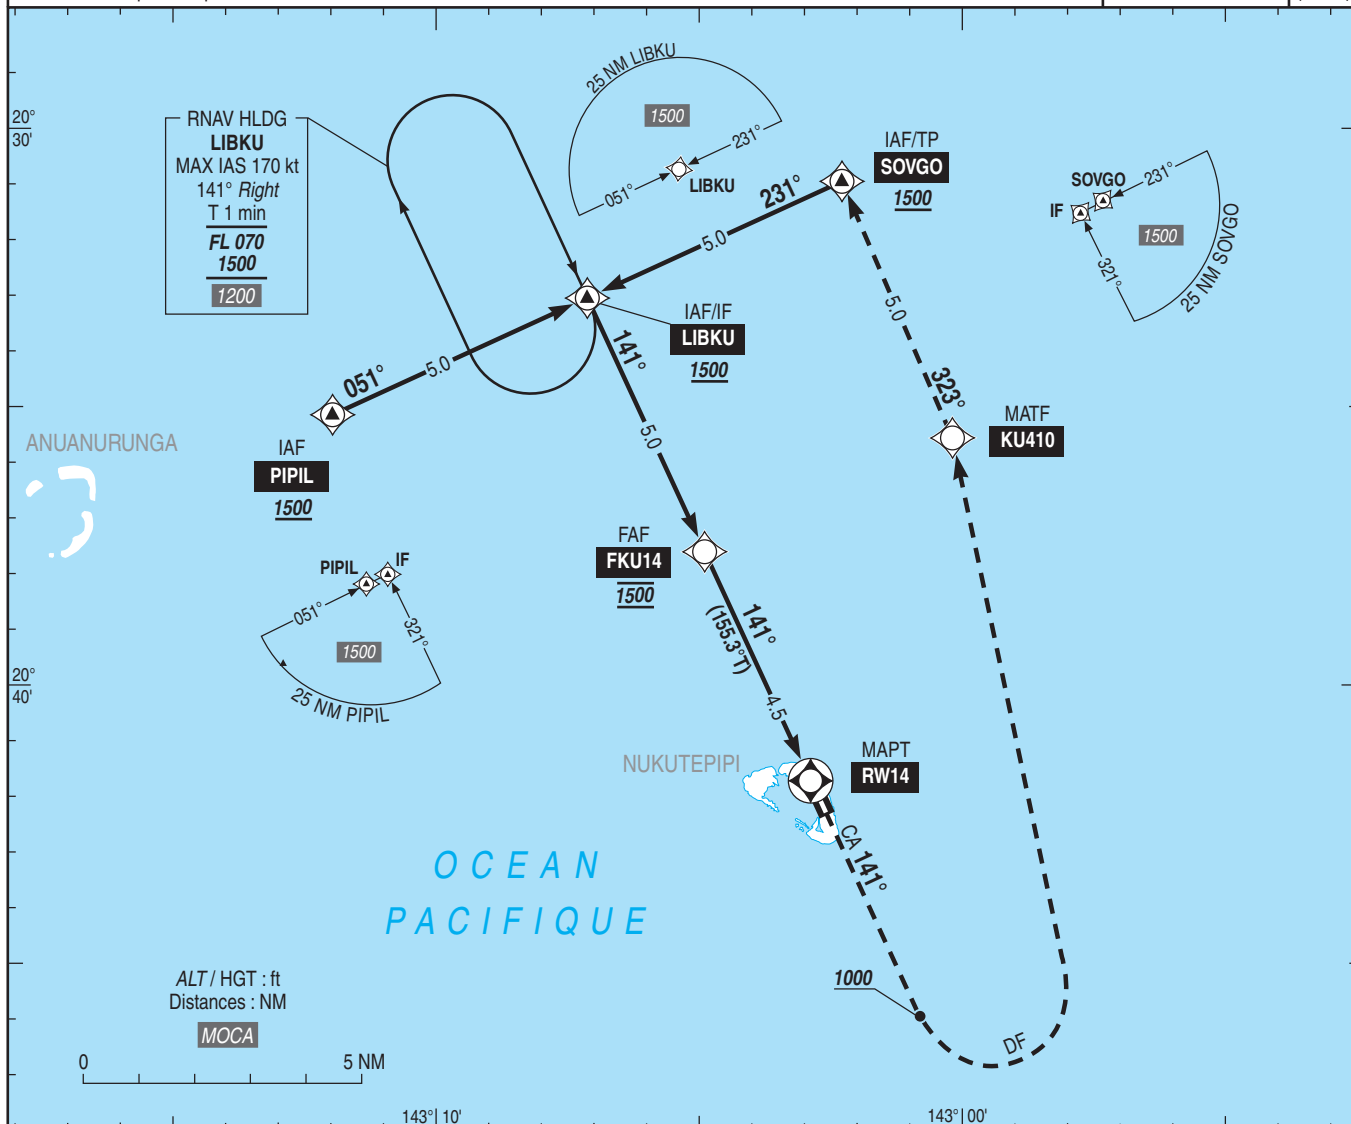 25 NM LIBKU
1500
231°
051°
LIBKU
RNAV HLDG
LIBKU
MAX IAS 170 kt
141° Right
T 1 min
FL 070
1500
1200
20°
30'
IAF/TP
SOVGO
1500
231°
5.0
SOVGO
IF
231°
1500
321°
25 NM SOVGO
IAF/IF
LIBKU
1500
051°
5.0
141°
5.0
5.0
323°
MATF
KU410
ANUANURUNGA
IAF
PIPIL
1500
FAF
FKU14
1500
PIPIL
IF
051°
321°
1500
25 NM PIPIL
141°
(155.3°T)
4.5
20°
40'
NUKUTEPIPI
MAPT
RW14
CA 141°
OCEAN
PACIFIQUE
1000
DF
ALT / HGT : ft
Distances : NM
MOCA
0
5 NM
143° 10'
143° 00'